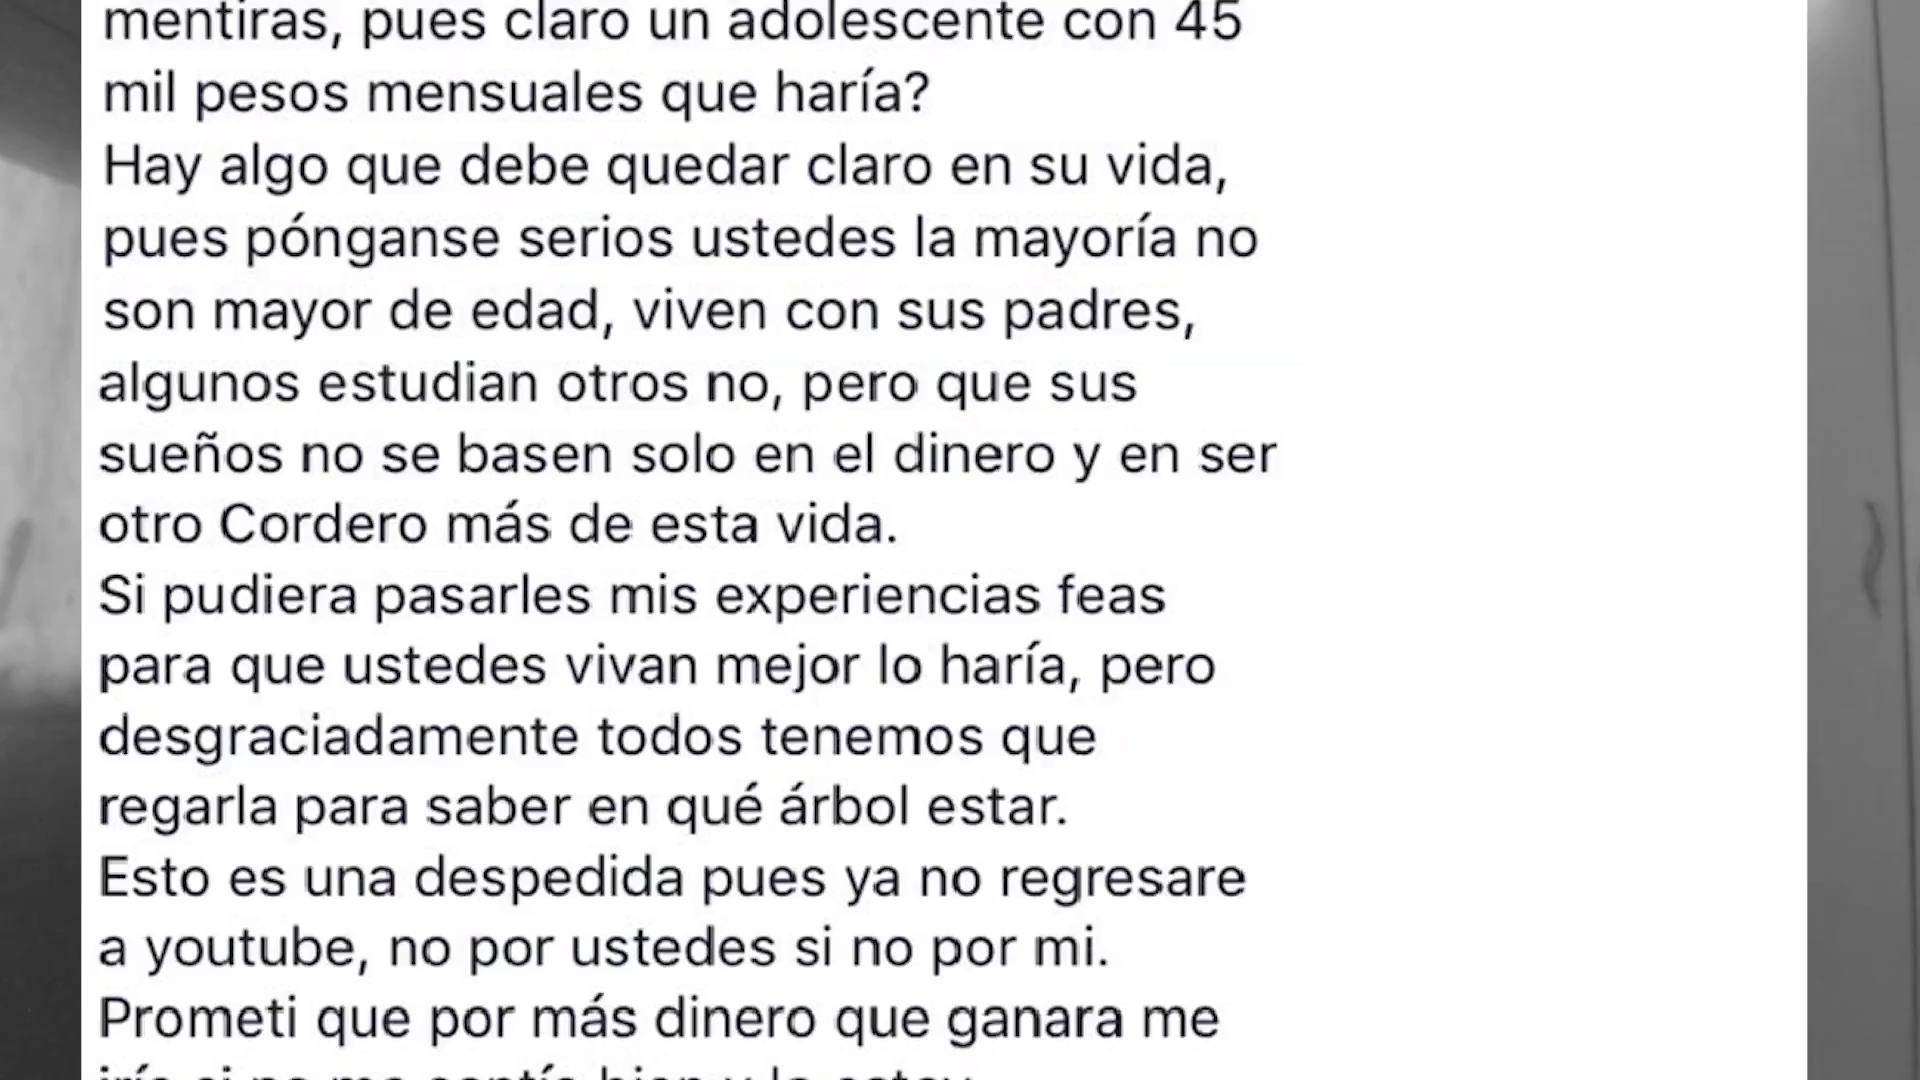 mentiras, pues claro un adolescente con 45
mil pesos mensuales que haría?
Hay algo que debe quedar claro en su vida,
pues pónganse serios ustedes la mayoría no
son mayor de edad, viven con sus padres,
algunos estudian otros no, pero que sus
sueños no se basen solo en el dinero y en ser
otro Cordero más de esta vida.
Si pudiera pasarles mis experiencias feas
para que ustedes vivan mejor lo haría, pero
desgraciadamente todos tenemos que
regarla para saber en qué árbol estar.
Esto es una despedida pues ya no regresare
a youtube, no por ustedes si no por mi.
Prometi que por más dinero que ganara me